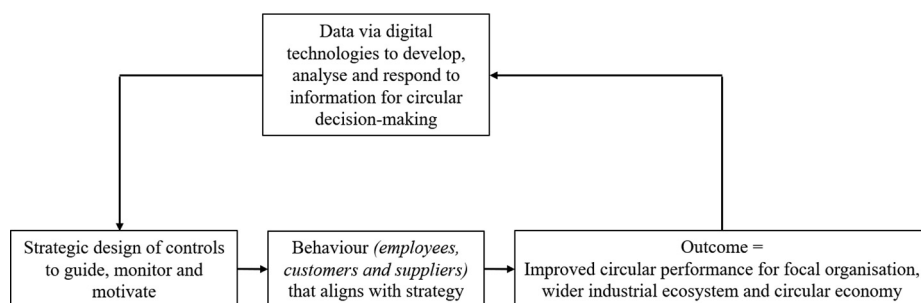 Data via digital
technologies to develop,
analyse and respond to
information for circular
decision-making
Strategic design of controls
to guide, monitor and
motivate
Behaviour (employees,
customers and suppliers)
that aligns with strategy
Outcome =
Improved circular performance for focal organisation,
wider industrial ecosystem and circular economy